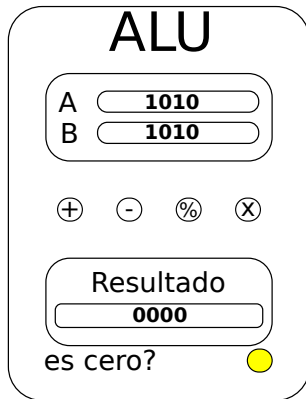 ALU
A 1010
B 1010
+ - % X
Resultado
0000
es cero?